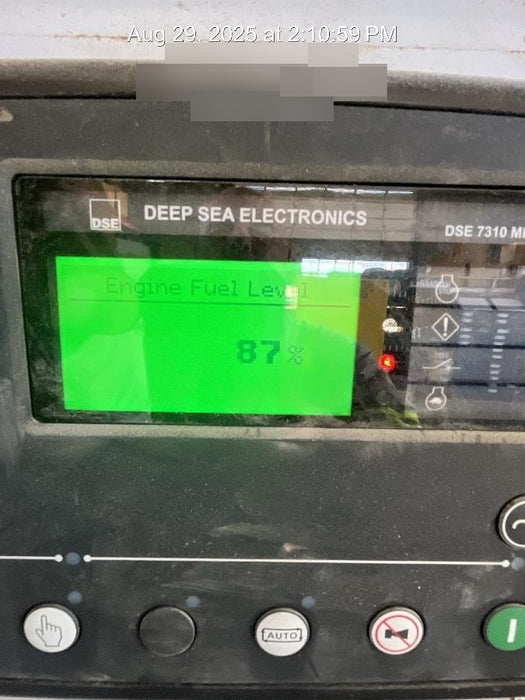 Aug 29, 2025 at 2:10:59 PM
DSE
DEEP SEA ELECTRONICS
DSE 7310 M
Engine Fuel Level
87%
AUTO